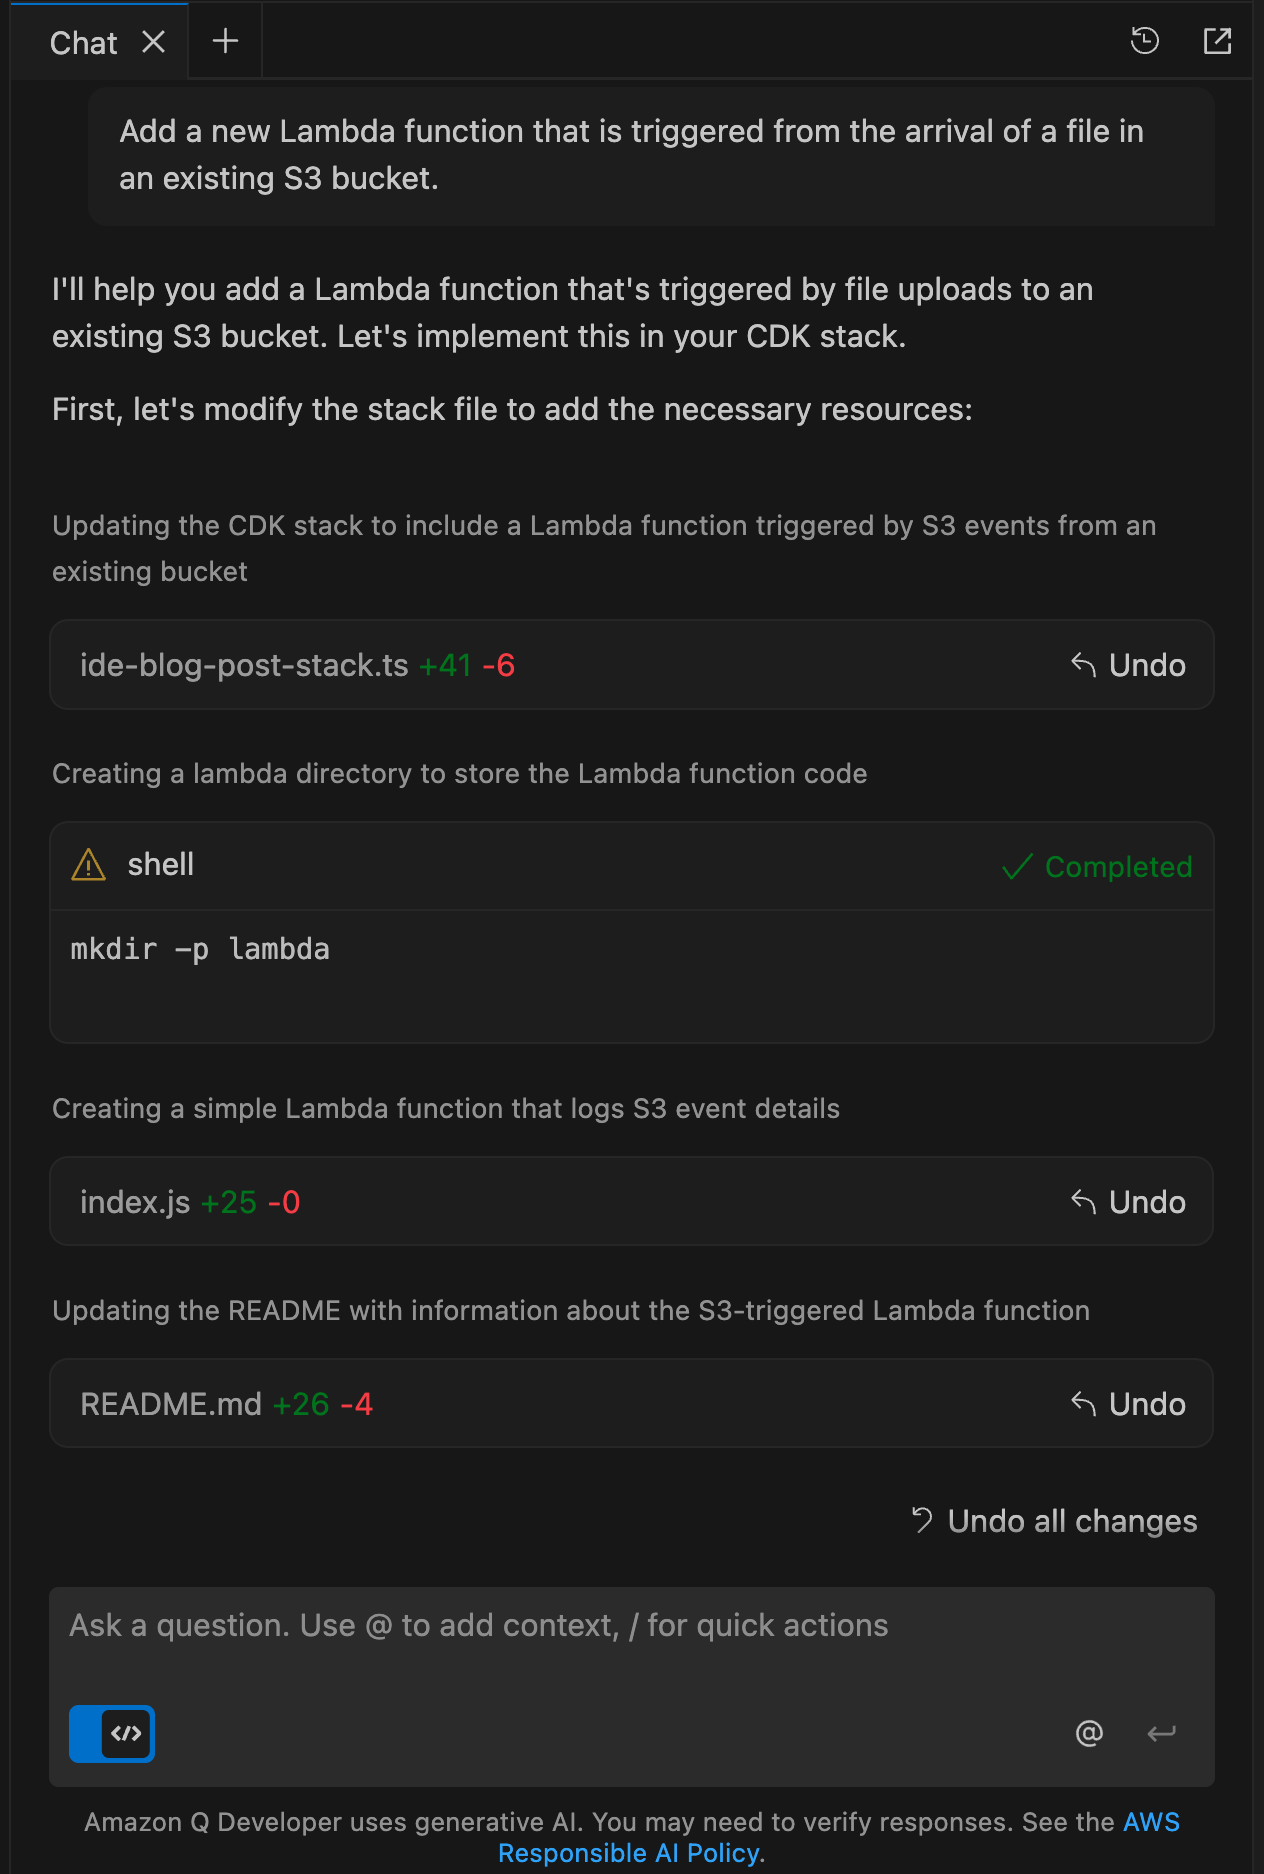 Chat
Add a new Lambda function that is triggered from the arrival of a file in
an existing S3 bucket.
I'll help you add a Lambda function that's triggered by file uploads to an
existing S3 bucket. Let's implement this in your CDK stack.
First, let's modify the stack file to add the necessary resources:
Updating the CDK stack to include a Lambda function triggered by S3 events from an
existing bucket
ide-blog-post-stack.ts +41 -6 Undo
Creating a lambda directory to store the Lambda function code
shell Completed
mkdir -p lambda
Creating a simple Lambda function that logs S3 event details
index.js +25 -0 Undo
Updating the README with information about the S3-triggered Lambda function
README.md +26 -4 Undo
Undo all changes
Ask a question. Use @ to add context, / for quick actions
</> @
Amazon Q Developer uses generative AI. You may need to verify responses. See the AWS
Responsible AI Policy.